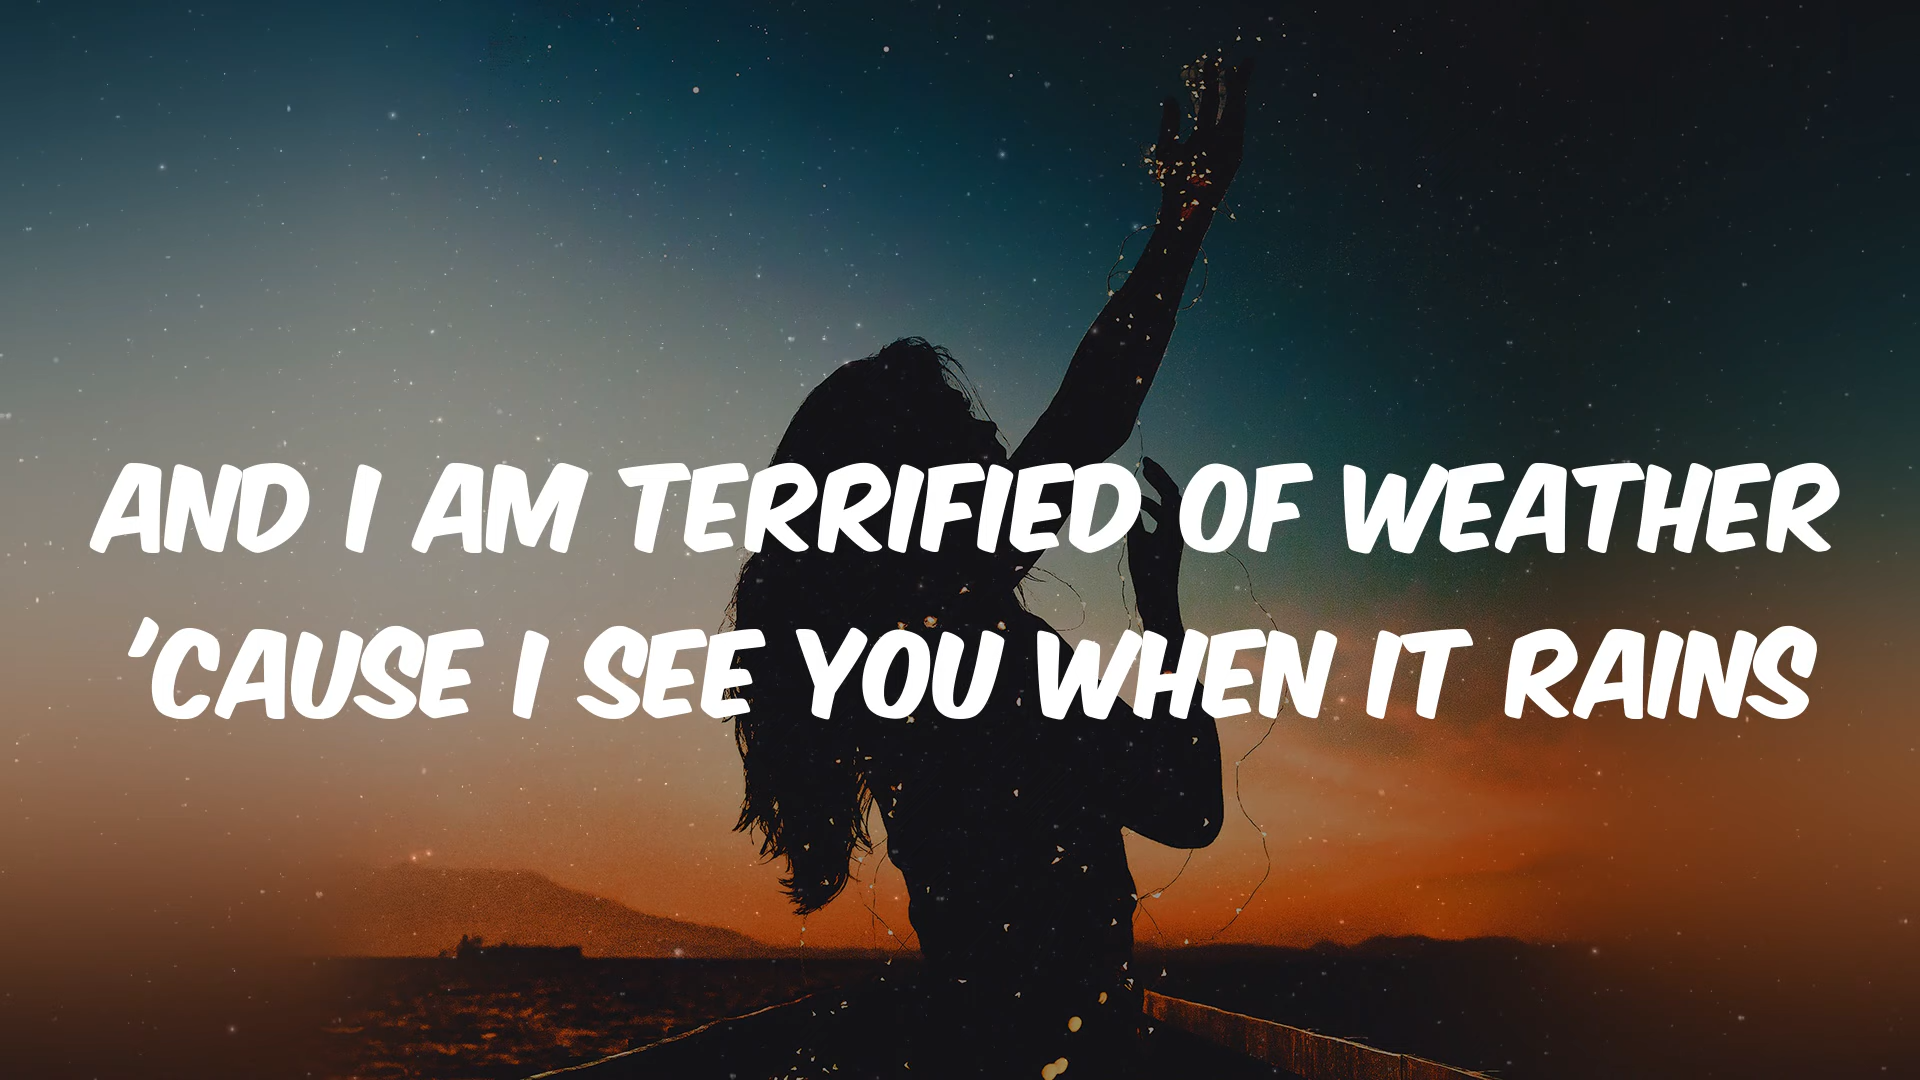 AND I AM TERRIFIED OF WEATHER
'CAUSE I SEE YOU WHEN IT RAINS